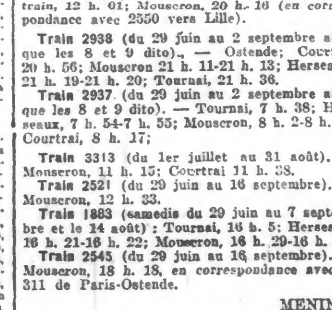 train, 12 h. 01; Mouscron, 20 h. 16 (en cor
pondance avec 2550 vers Lille).
Train 2938 (du 29 juin au 2 septembre al
que les 8 et 9 dito)., — Ostende; Court
20 h. 56; Mouscron 21 h. 11-21 h. 13; Herse
21 h. 19-21 h. 20; Tournai, 21 h. 36.
Train 2937. (du 29 juin au 2 septembre al
que les 8 et 9 dito). — Tournai, 7 h. 38; H
seaux, 7 h. 54-7 h. 55; Mouscron, 8 h. 2-8 h.
Courtrai, 8 h. 17;
Train 3313 (du 1er juillet au 31 août).
Mouscron, 11 h. 15; Courtrai 11 h. 28.
Train 2521 (du 29 juin au 16 septembre).
Mouscron, 12 h. 33.
Train 1883 (samedis du 29 juin au 7 sept
bre et le 14 août) : Tournai, 16 h. 5; Hersea
16 h. 21-16 h. 22; Mouscron, 16 h. 29-16 h.
Train 2545 (du 29 juin au 16 septembre).
Mouscron, 18 h. 18, en correspondance avec
311 de Paris-Ostende.
MENIN